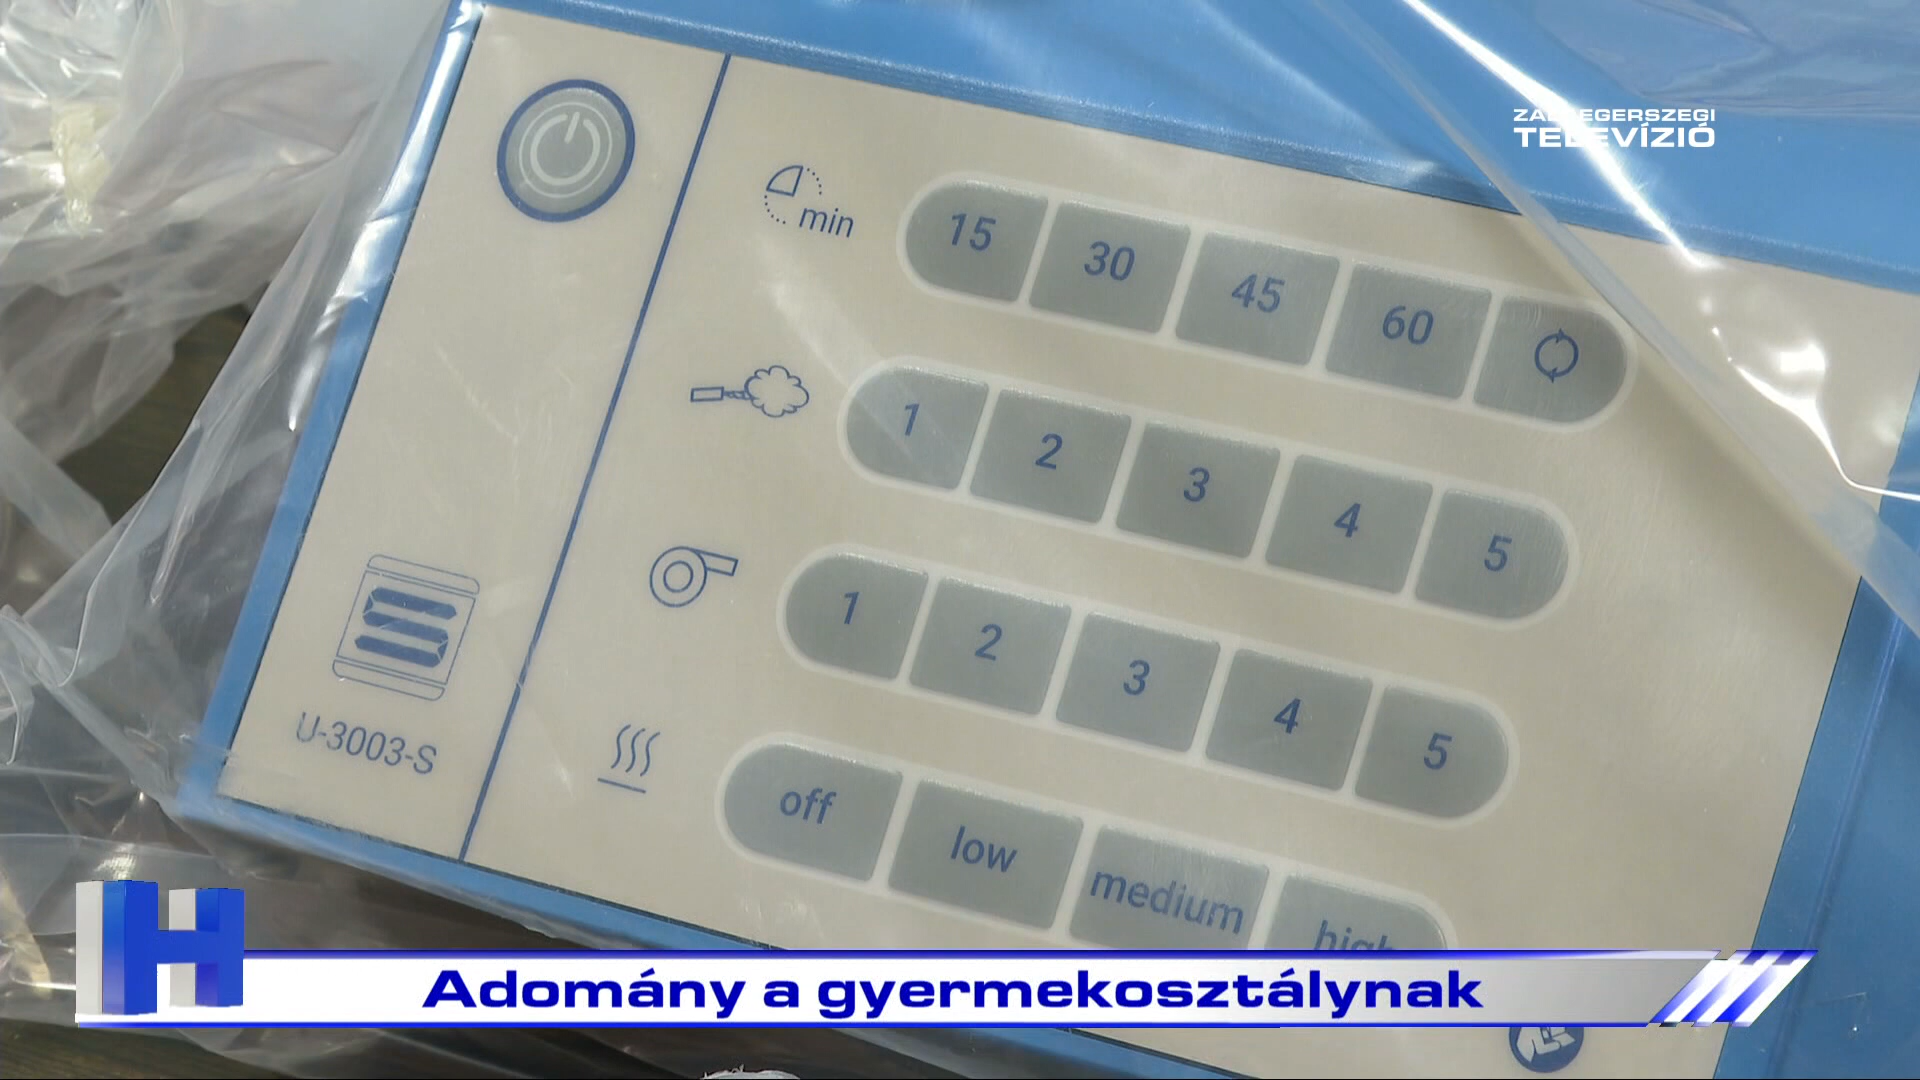 ZALAEGERSZEGI
TELEVÍZIÓ
min
15 30 45 60
1 2 3 4 5
1 2 3 4 5
U-3003-S
off low medium high
H
Adomány a gyermekosztálynak